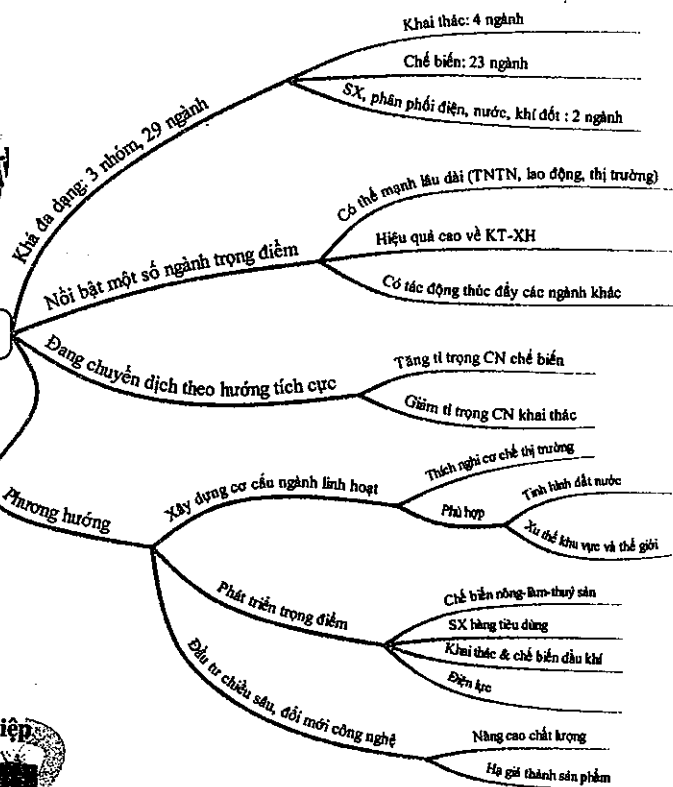 Khá đa dạng: 3 nhóm, 29 ngành
Khai thác: 4 ngành
Chế biến: 23 ngành
SX, phân phối điện, nước, khí đốt : 2 ngành
Nổi bật một số ngành trọng điểm
Có thế mạnh lâu dài (TNTN, lao động, thị trường)
Hiệu quả cao về KT-XH
Có tác động thúc đẩy các ngành khác
Đang chuyển dịch theo hướng tích cực
Tăng tỉ trọng CN chế biến
Giảm tỉ trọng CN khai thác
Phương hướng
Xây dựng cơ cấu ngành linh hoạt
Thích nghi cơ chế thị trường
Phù hợp
Tình hình đất nước
Xu thế khu vực và thế giới
Phát triển trọng điểm
Chế biến nông-lâm-thuỷ sản
SX hàng tiêu dùng
Khai thác & chế biến dầu khí
Điện lực
Đầu tư chiều sâu, đổi mới công nghệ
Nâng cao chất lượng
Hạ giá thành sản phẩm
iệp